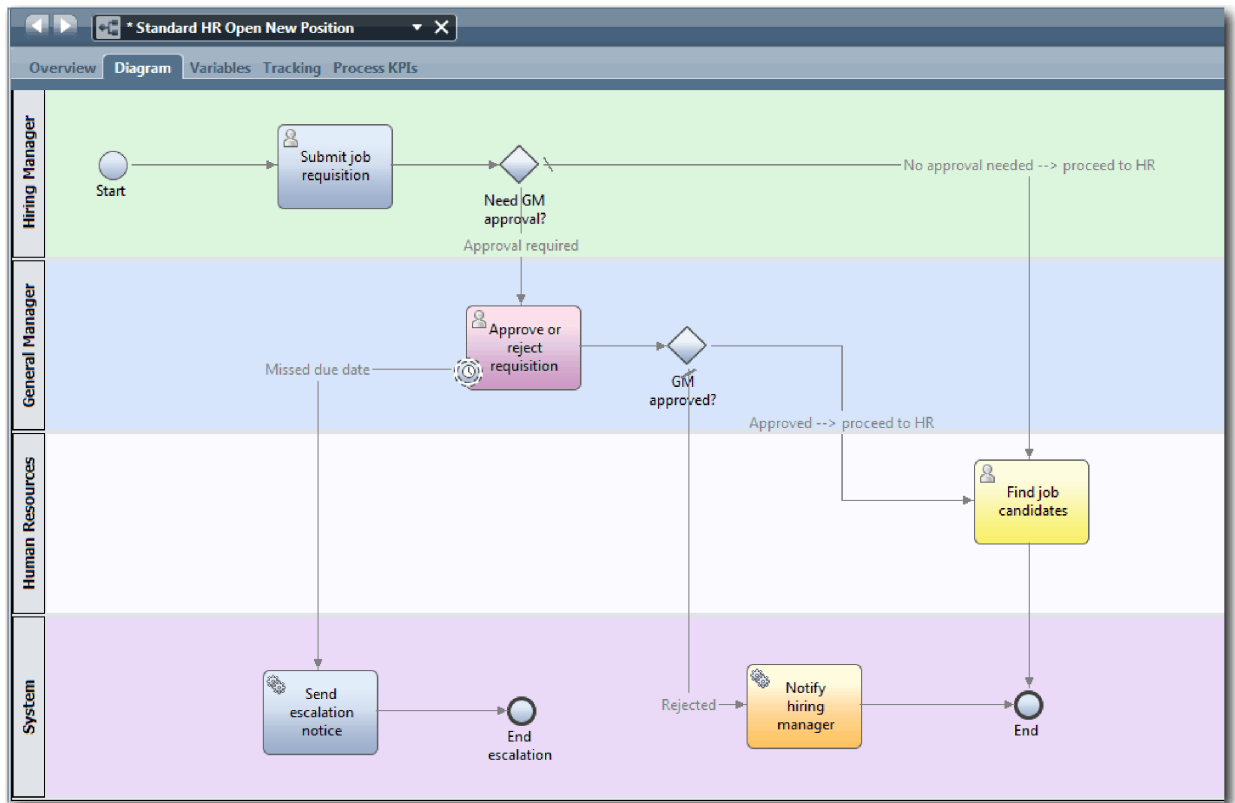 * Standard HR Open New Position
Overview Diagram Variables Tracking Process KPIs
Hiring Manager
Start
Submit job
requisition
Need GM
approval?
No approval needed --> proceed to HR
Approval required
General Manager
Missed due date
Approve or
reject
requisition
GM
approved?
Approved --> proceed to HR
Human Resources
Find job
candidates
System
Send
escalation
notice
End
escalation
Rejected
Notify
hiring
manager
End